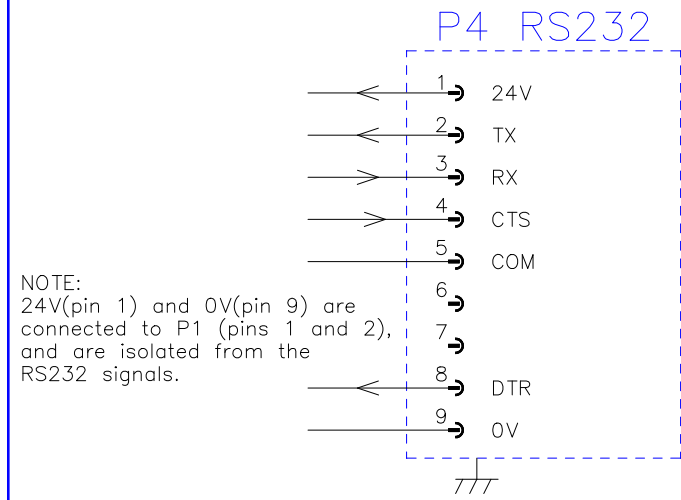 P4 RS232
1 24V
2 TX
3 RX
4 CTS
5 COM
NOTE:
24V(pin 1) and 0V(pin 9) are
connected to P1 (pins 1 and 2),
and are isolated from the
RS232 signals.
6
7
8 DTR
9 0V